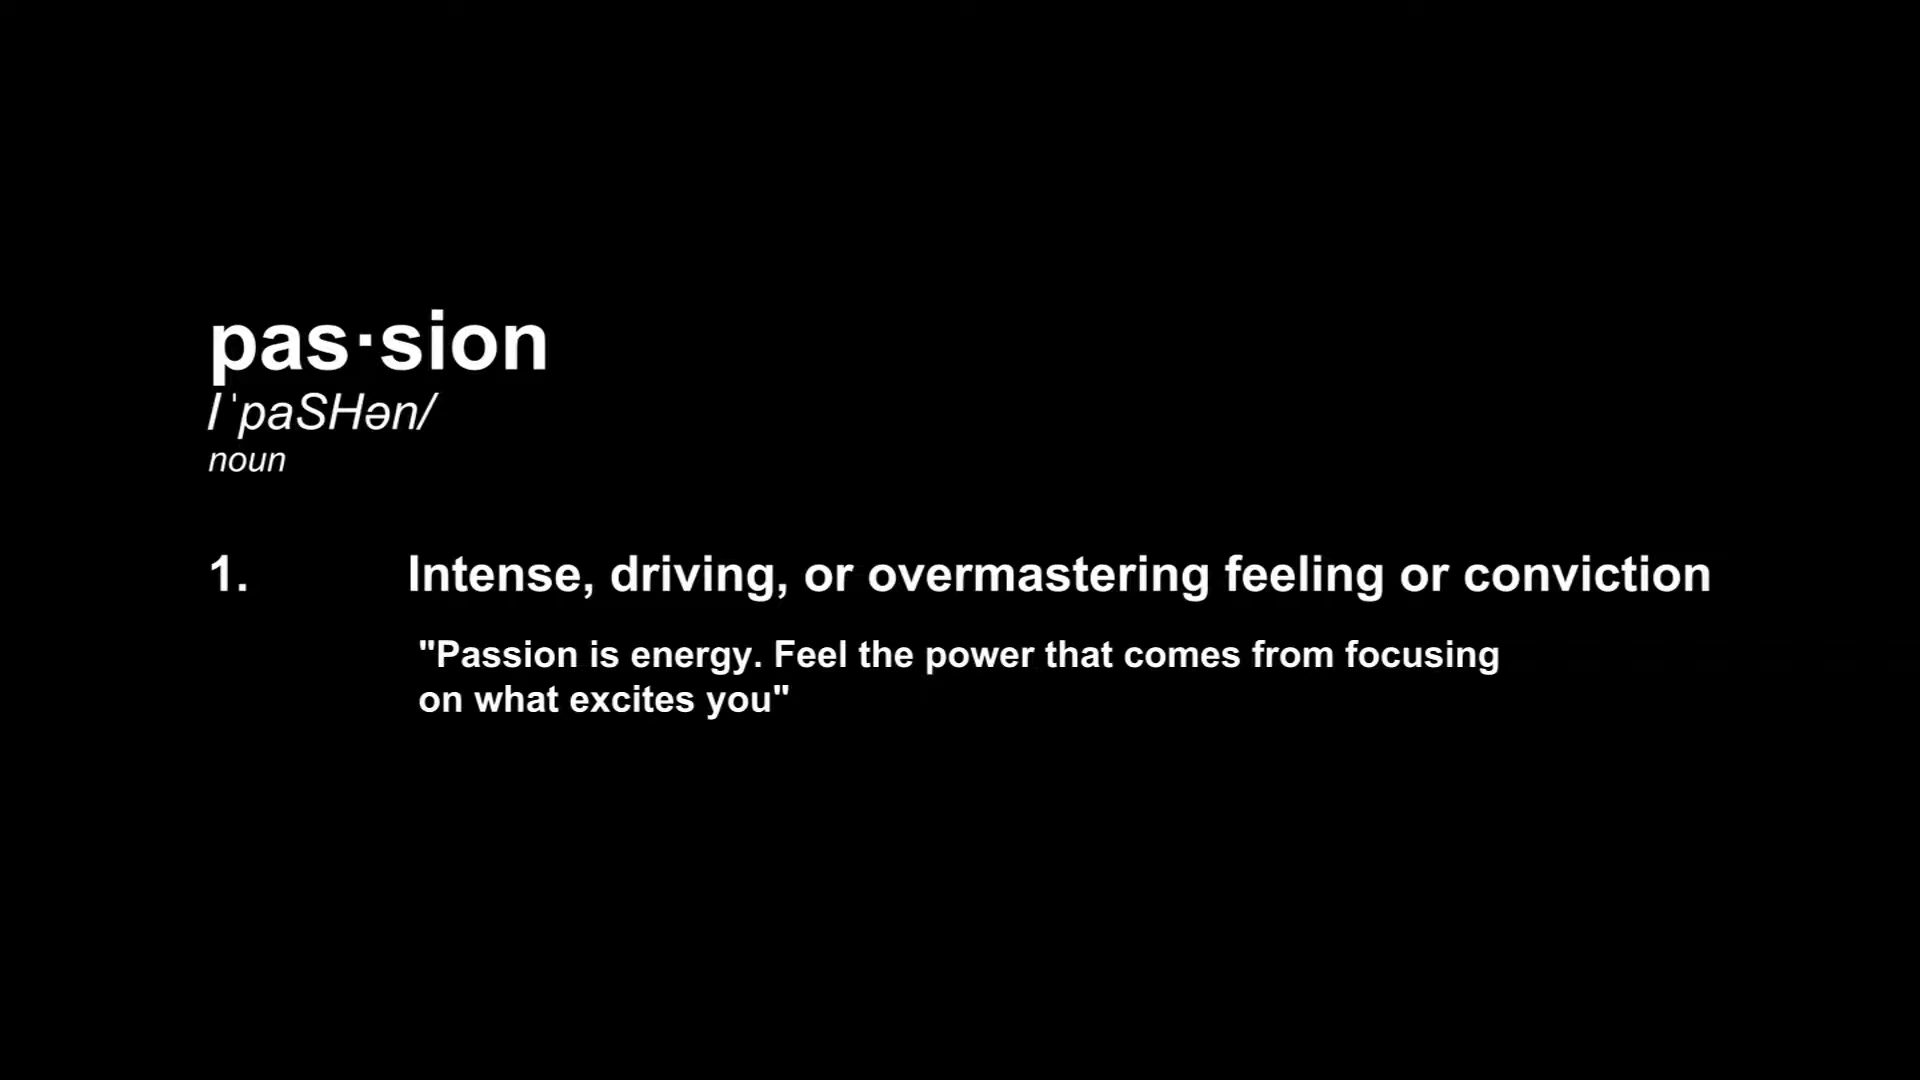 pas·sion
/ˈpaSHən/
noun
1. Intense, driving, or overmastering feeling or conviction
"Passion is energy. Feel the power that comes from focusing
on what excites you"